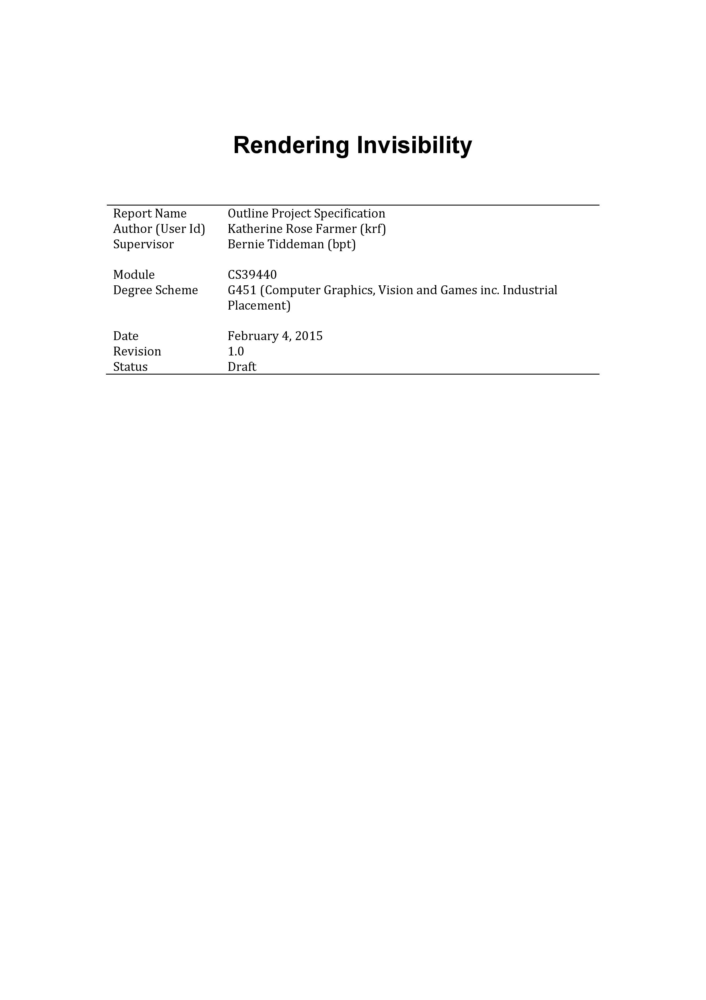 Rendering Invisibility
Report Name Outline Project Specification
Author (User Id) Katherine Rose Farmer (krf)
Supervisor Bernie Tiddeman (bpt)
Module CS39440
Degree Scheme G451 (Computer Graphics, Vision and Games inc. Industrial
Placement)
Date February 4, 2015
Revision 1.0
Status Draft